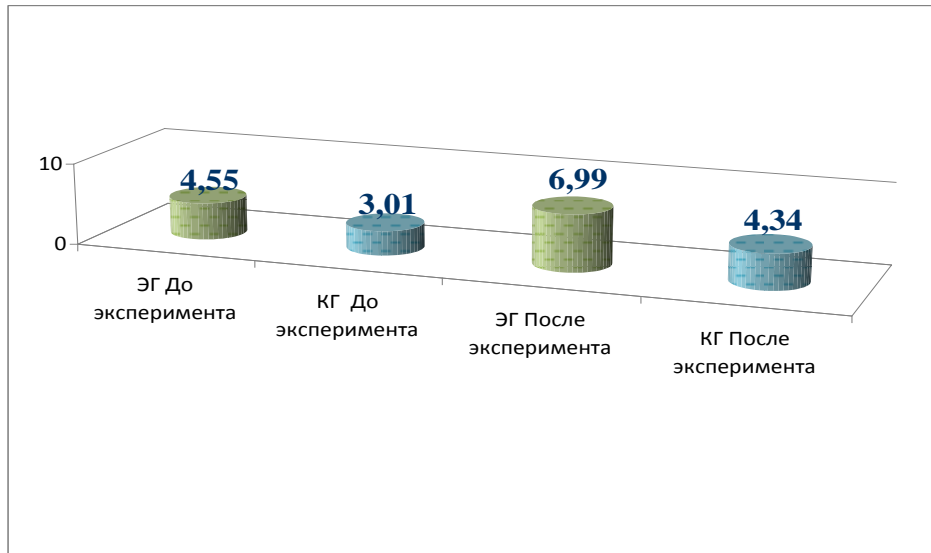 10
0
4,55
3,01
6,99
4,34
ЭГ До
эксперимента
КГ До
эксперимента
ЭГ После
эксперимента
КГ После
эксперимента